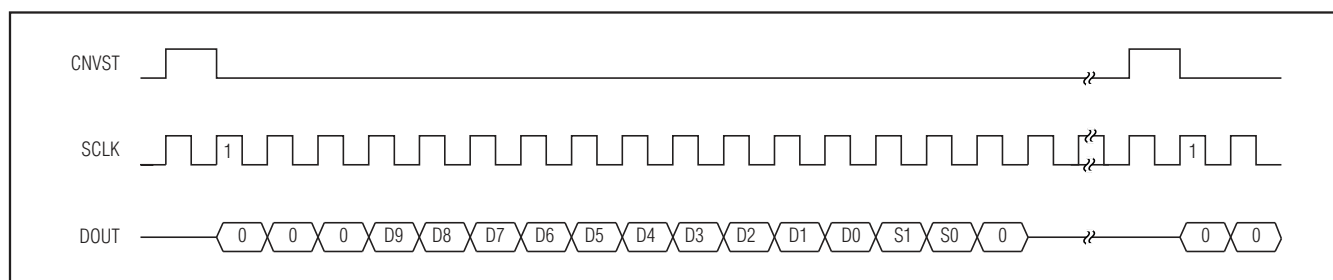 CNVST
SCLK 1 1
DOUT 0 0 0 D9 D8 D7 D6 D5 D4 D3 D2 D1 D0 S1 S0 0 0 0